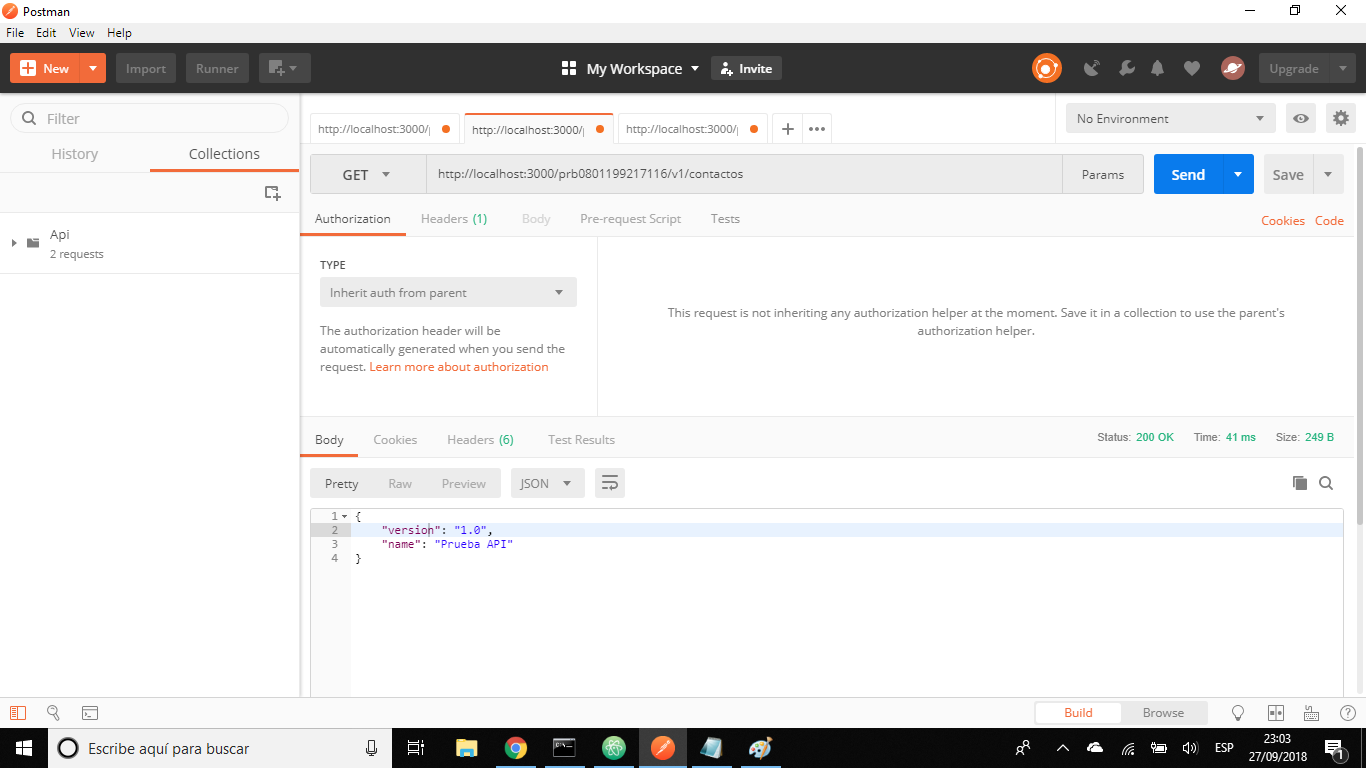 Postman
File Edit View Help
New Import Runner My Workspace Invite Upgrade
Filter
History Collections
Api
2 requests
http://localhost:3000/ http://localhost:3000/ http://localhost:3000/
No Environment
GET http://localhost:3000/prb0801199217116/v1/contactos Params Send Save
Authorization Headers (1) Body Pre-request Script Tests Cookies Code
TYPE
Inherit auth from parent
The authorization header will be
automatically generated when you send the
request. Learn more about authorization
This request is not inheriting any authorization helper at the moment. Save it in a collection to use the parent's
authorization helper.
Body Cookies Headers (6) Test Results Status: 200 OK Time: 41 ms Size: 249 B
Pretty Raw Preview JSON
1 {
2 "version": "1.0",
3 "name": "Prueba API"
4 }
Build Browse
Escribe aquí para buscar
ESP
23:03
27/09/2018
1